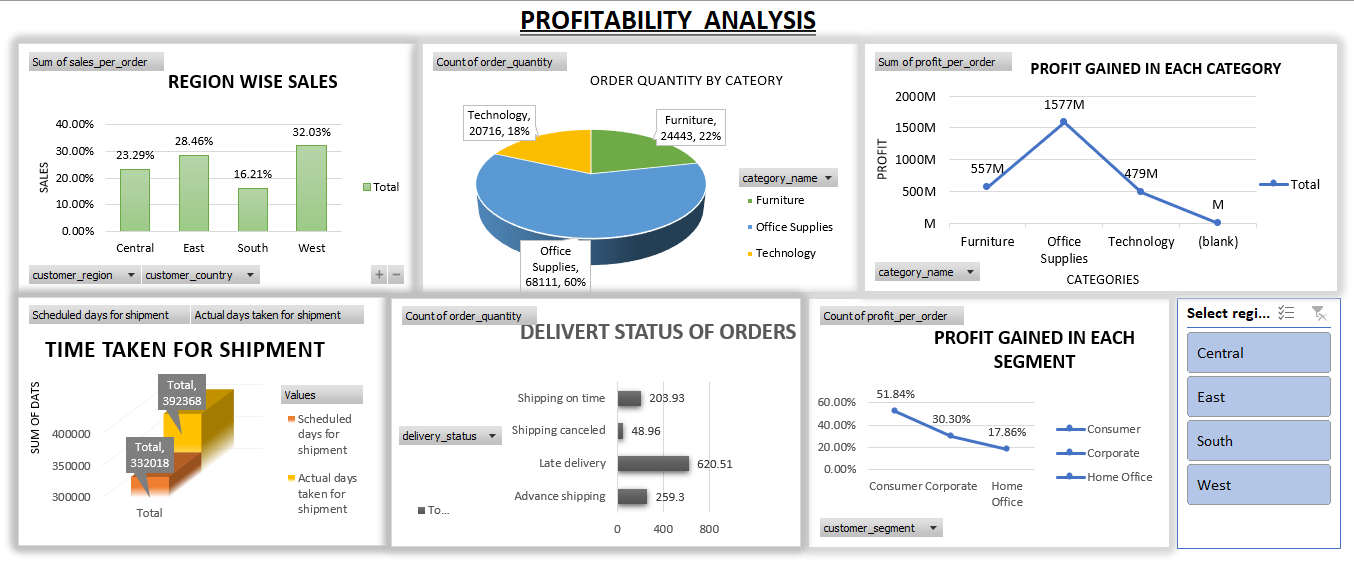 PROFITABILITY ANALYSIS
Sum of sales_per_order
REGION WISE SALES
SALES
40.00%
30.00%
20.00%
10.00%
0.00%
23.29%
28.46%
16.21%
32.03%
Central
East
South
West
Total
customer_region
customer_country
Count of order_quantity
ORDER QUANTITY BY CATEORY
Technology,
20716, 18%
Furniture,
24443, 22%
Office
Supplies,
68111, 60%
category_name
Furniture
Office Supplies
Technology
Sum of profit_per_order
PROFIT GAINED IN EACH CATEGORY
PROFIT
2000M
1500M
1000M
500M
M
557M
1577M
479M
M
Furniture
Office
Supplies
Technology
(blank)
CATEGORIES
Total
category_name
Scheduled days for shipment
Actual days taken for shipment
TIME TAKEN FOR SHIPMENT
SUM OF DATS
400000
350000
300000
Total,
392368
Total,
332018
Total
Values
Scheduled
days for
shipment
Actual days
taken for
shipment
Count of order_quantity
DELIVERT STATUS OF ORDERS
delivery_status
Shipping on time
203.93
Shipping canceled
48.96
Late delivery
620.51
Advance shipping
259.3
0
400
800
To...
Count of profit_per_order
PROFIT GAINED IN EACH
SEGMENT
60.00%
40.00%
20.00%
0.00%
51.84%
30.30%
17.86%
Consumer
Corporate
Home
Office
Consumer
Corporate
Home Office
customer_segment
Select regi...
Central
East
South
West